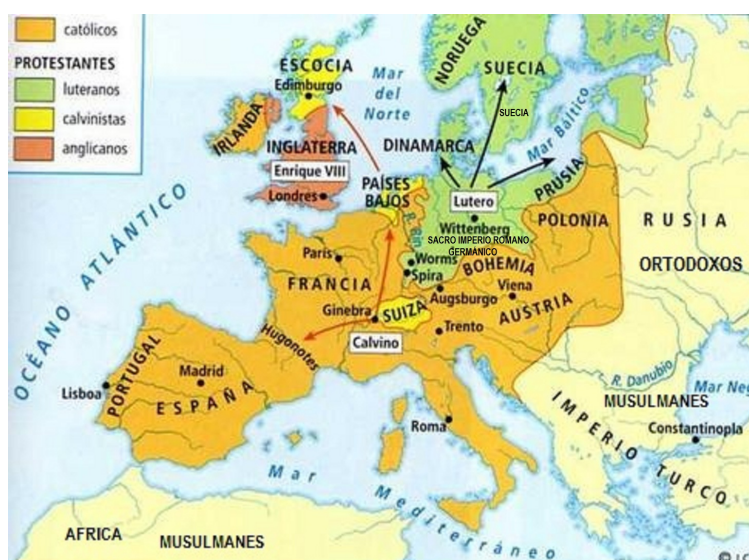 católicos
PROTESTANTES
luteranos
calvinistas
anglicanos
ESCOCIA
Edimburgo
Mar
del
Norte
NORUEGA
SUECIA
SUECIA
IRLANDA
INGLATERRA
Enrique VIII
Londres
DINAMARCA
Mar Báltico
PAÍSES
BAJOS
Lutero
Wittenberg
PRUSIA
SACRO IMPERIO ROMANO
GERMANICO
POLONIA
RUSIA
ORTODOXOS
OCÉANO ATLÁNTICO
París
R. Rin
Worms
Spira
BOHEMIA
FRANCIA
Augsburgo
Viena
AUSTRIA
Ginebra
SUIZA
Calvino
Trento
Hugonotes
PORTUGAL
Madrid
Lisboa
ESPAÑA
Roma
R. Danubio
Mar Neg
MUSULMANES
Constantinopla
IMPERIO TURCO
Mar Mediterráneo
AFRICA
MUSULMANES